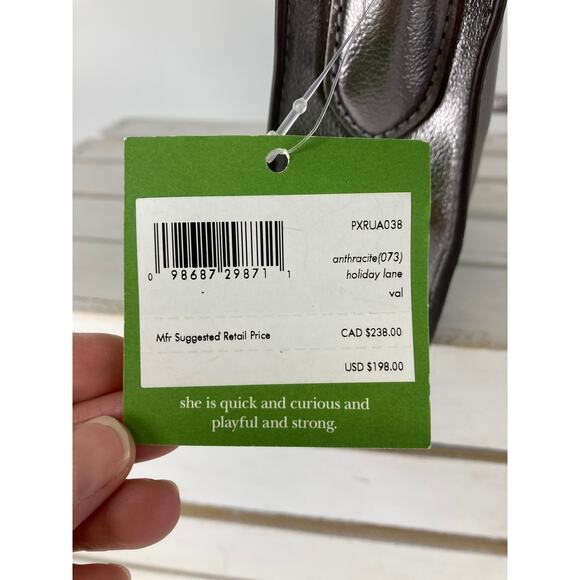 PXRUA038
anthracite(073)
holiday lane
val
0 98687 29871 1
Mfr Suggested Retail Price CAD $238.00
USD $198.00
she is quick and curious and
playful and strong.